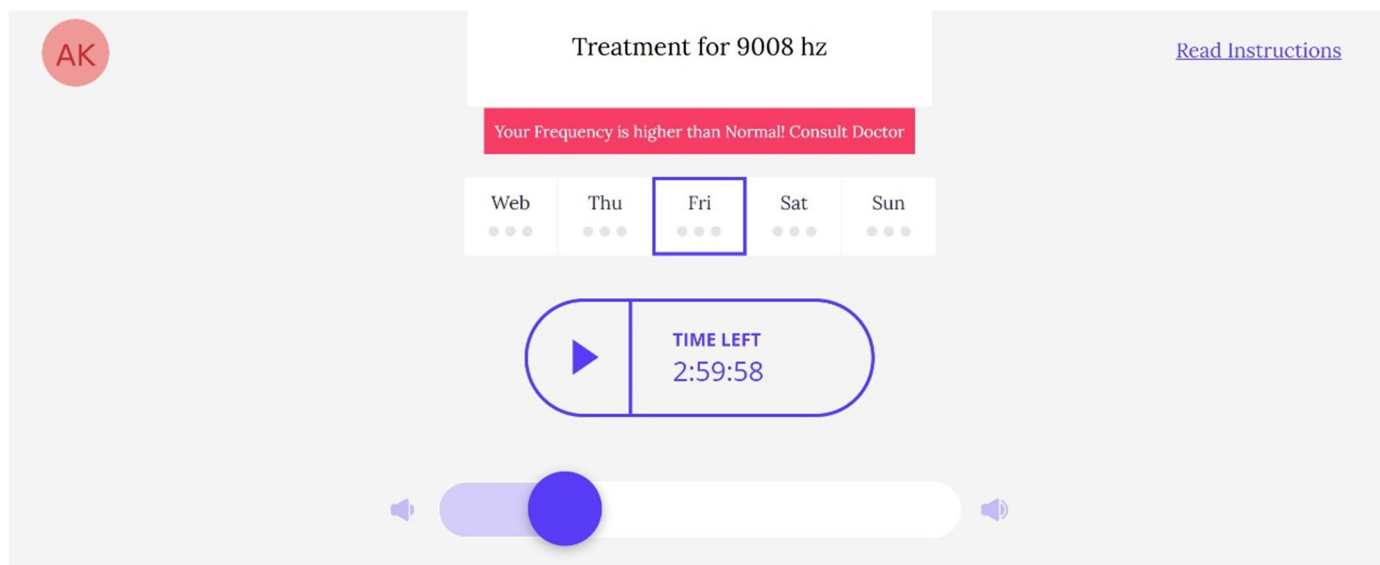 AK
Treatment for 9008 hz
Read Instructions
Your Frequency is higher than Normal! Consult Doctor
Web Thu Fri Sat Sun
TIME LEFT
2:59:58